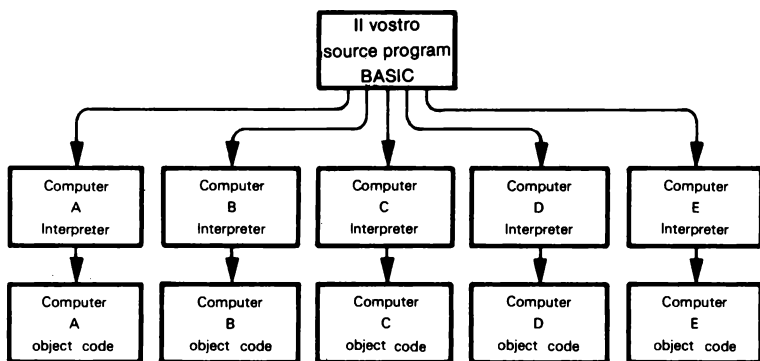 Il vostro
source program
BASIC
Computer
A
Interpreter
Computer
B
Interpreter
Computer
C
Interpreter
Computer
D
Interpreter
Computer
E
Interpreter
Computer
A
object code
Computer
B
object code
Computer
C
object code
Computer
D
object code
Computer
E
object code